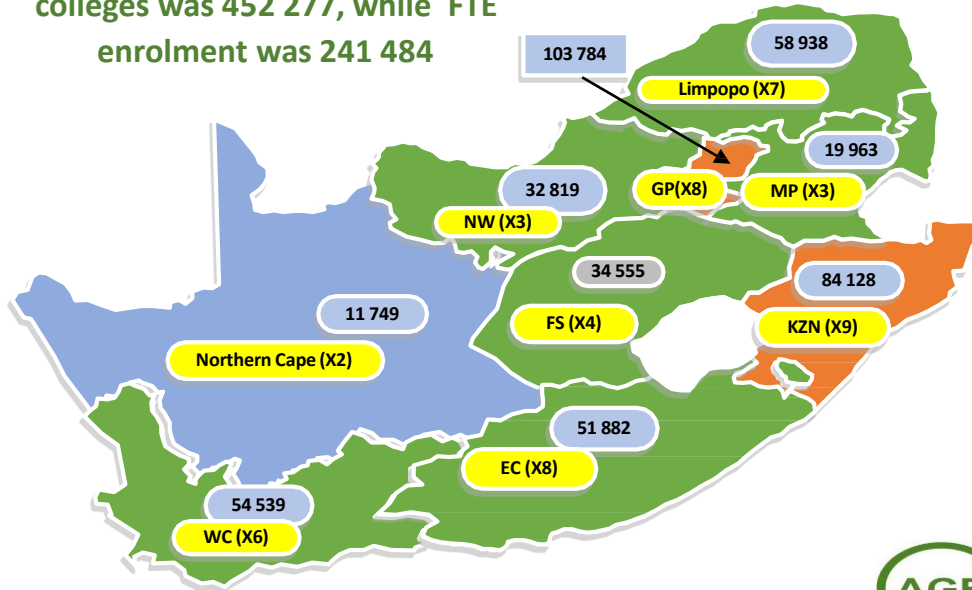 colleges was 452 277, while FTE
enrolment was 241 484
103 784
58 938
Limpopo (X7)
19 963
32 819
GP(X8)
MP (X3)
NW (X3)
34 555
84 128
11 749
FS (X4)
KZN (X9)
Northern Cape (X2)
51 882
EC (X8)
54 539
WC (X6)